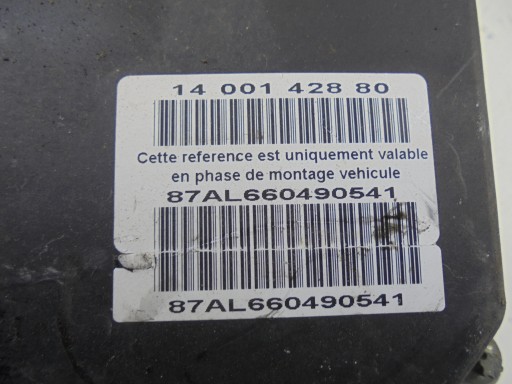 14 001 428 80
Cette reference est uniquement valable
en phase de montage vehicule
87AL660490541
87AL660490541